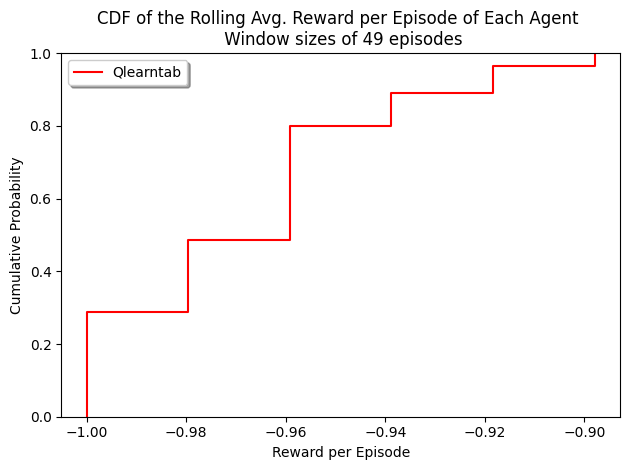 CDF of the Rolling Avg. Reward per Episode of Each Agent
Window sizes of 49 episodes
Qlearntab
Cumulative Probability
1.0
0.8
0.6
0.4
0.2
0.0
−1.00 −0.98 −0.96 −0.94 −0.92 −0.90
Reward per Episode